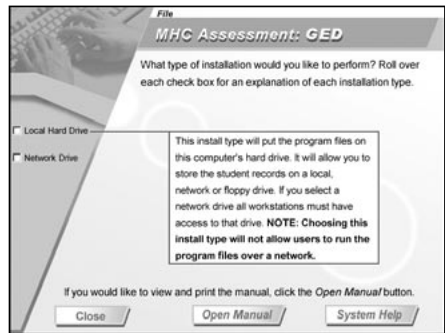 File
MHC Assessment: GED
What type of installation would you like to perform? Roll over
each check box for an explanation of each installation type.
Local Hard Drive
Network Drive
This install type will put the program files on
this computer's hard drive. It will allow you to
store the student records on a local,
network or floppy drive. If you select a
network drive all workstations must have
access to that drive. NOTE: Choosing this
install type will not allow users to run the
program files over a network.
If you would like to view and print the manual, click the Open Manual button.
Close
Open Manual
System Help